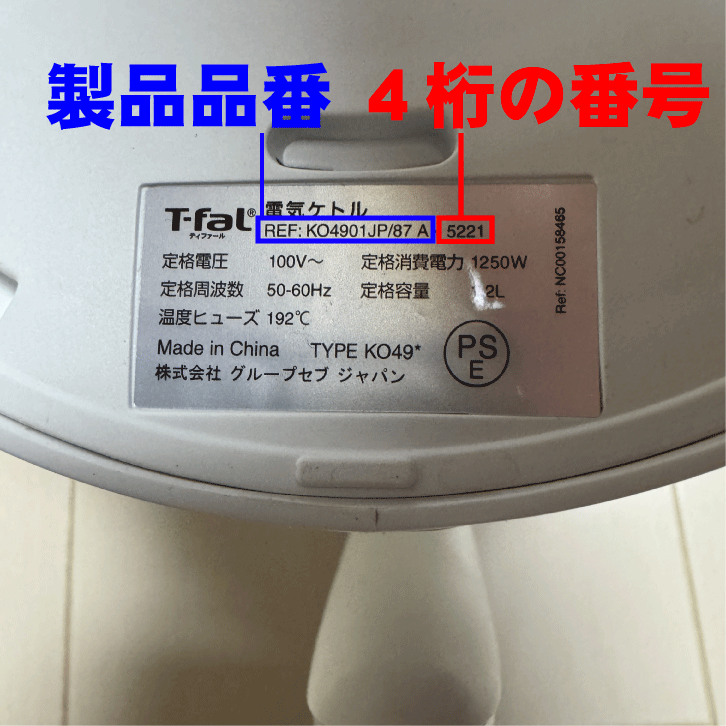 製品品番 4桁の番号
T-fal® 電気ケトル
ティファール REF: KO4901JP/87 A 5221
定格電圧 100V～ 定格消費電力 1250W
定格周波数 50-60Hz 定格容量 2L
温度ヒューズ 192℃
Made in China TYPE KO49*
株式会社 グループセブ ジャパン
PS
E
Ref: NC00158465